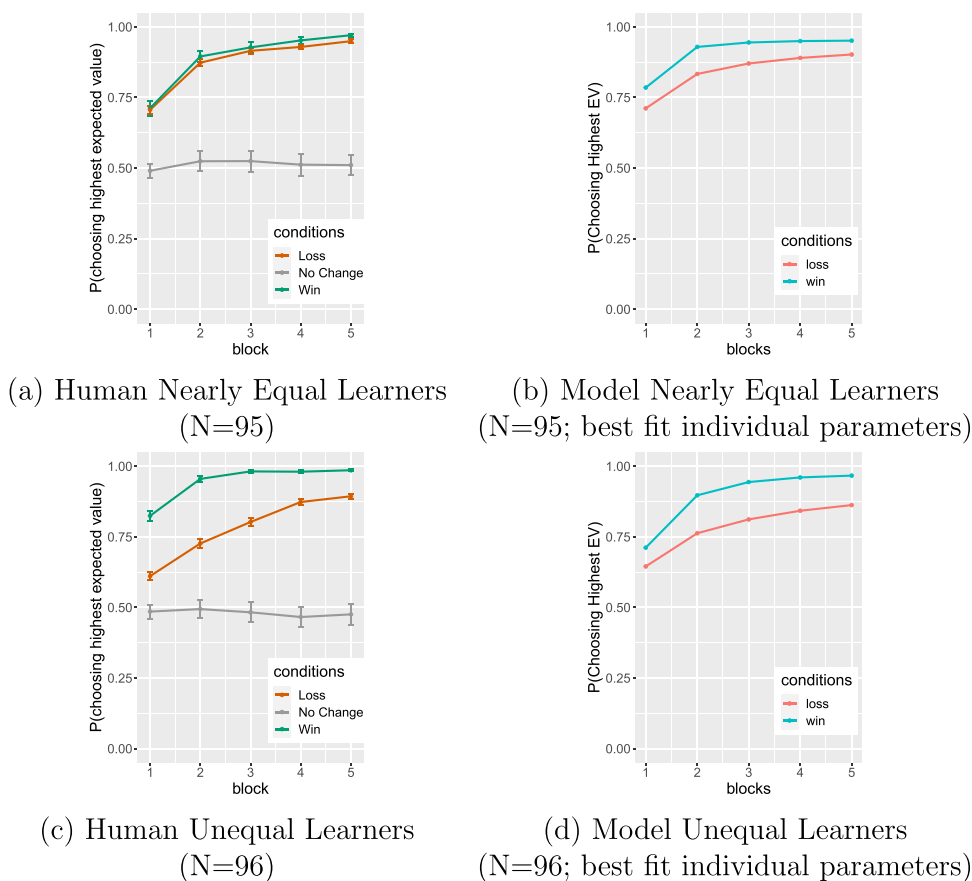 P(choosing highest expected value)
1.00
0.75
0.50
0.25
0.00
conditions
Loss
No Change
Win
1 2 3 4 5
block
(a) Human Nearly Equal Learners
(N=95)
P(Choosing Highest EV)
1.00
0.75
0.50
0.25
0.00
conditions
loss
win
1 2 3 4 5
blocks
(b) Model Nearly Equal Learners
(N=95; best fit individual parameters)
P(choosing highest expected value)
1.00
0.75
0.50
0.25
0.00
conditions
Loss
No Change
Win
1 2 3 4 5
block
(c) Human Unequal Learners
(N=96)
P(Choosing Highest EV)
1.00
0.75
0.50
0.25
0.00
conditions
loss
win
1 2 3 4 5
blocks
(d) Model Unequal Learners
(N=96; best fit individual parameters)